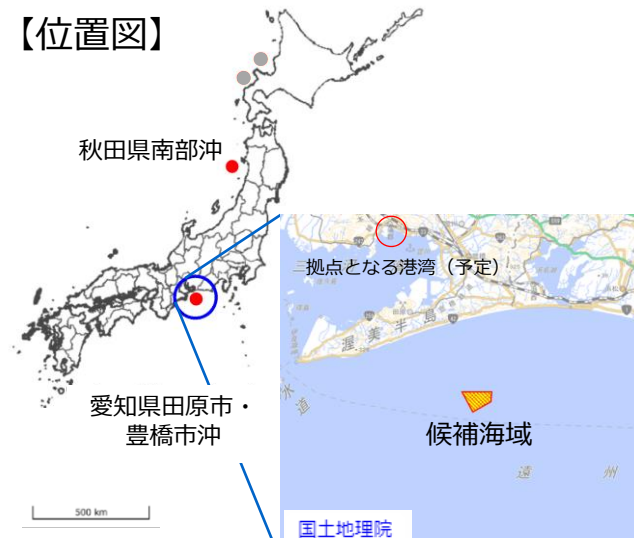 【位置図】
秋田県南部沖
拠点となる港湾（予定）
渥美半島
愛知県田原市・
豊橋市沖
候補海域
水道
遠州
500 km
国土地理院